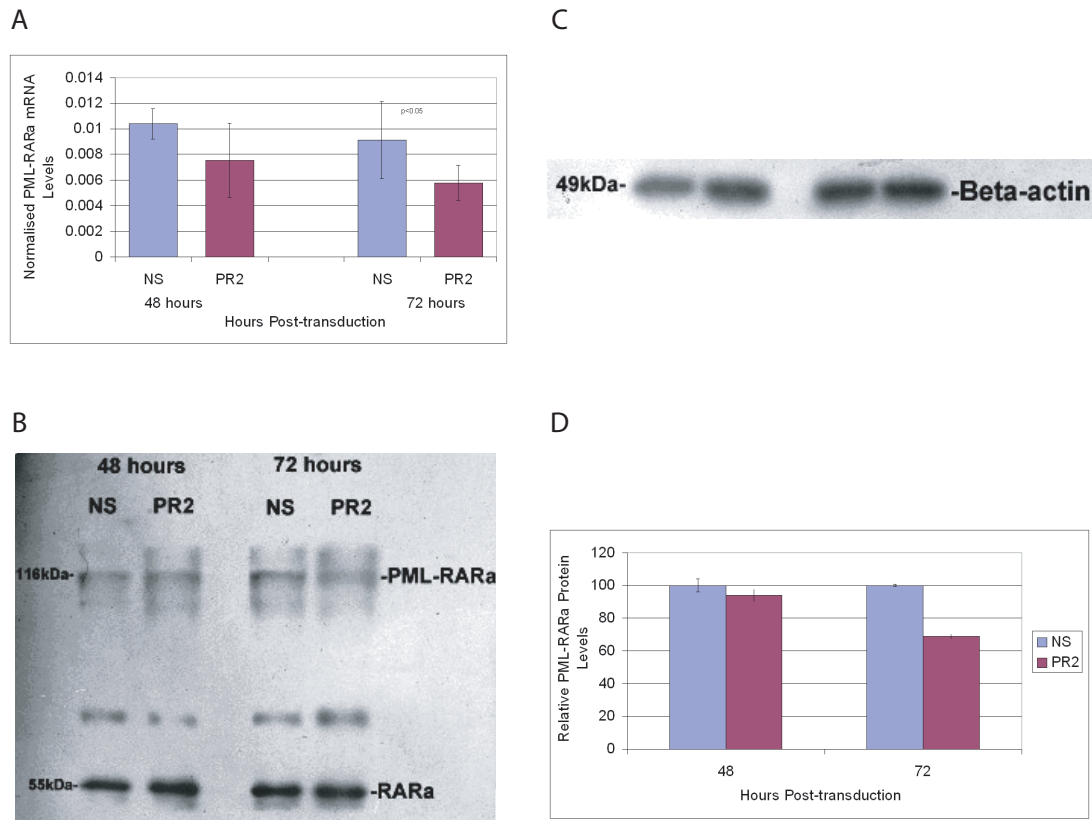 A
0.014
0.012
0.01
0.008
0.006
0.004
0.002
0
Normalised PML-RARa mRNA
Levels
p<0.05
NS PR2 NS PR2
48 hours 72 hours
Hours Post-transduction
C
49kDa- -Beta-actin
B
48 hours 72 hours
NS PR2 NS PR2
116kDa- -PML-RARa
55kDa- -RARa
D
120
100
80
60
40
20
0
Relative PML-RARa Protein
Levels
48 72
Hours Post-transduction
NS
PR2